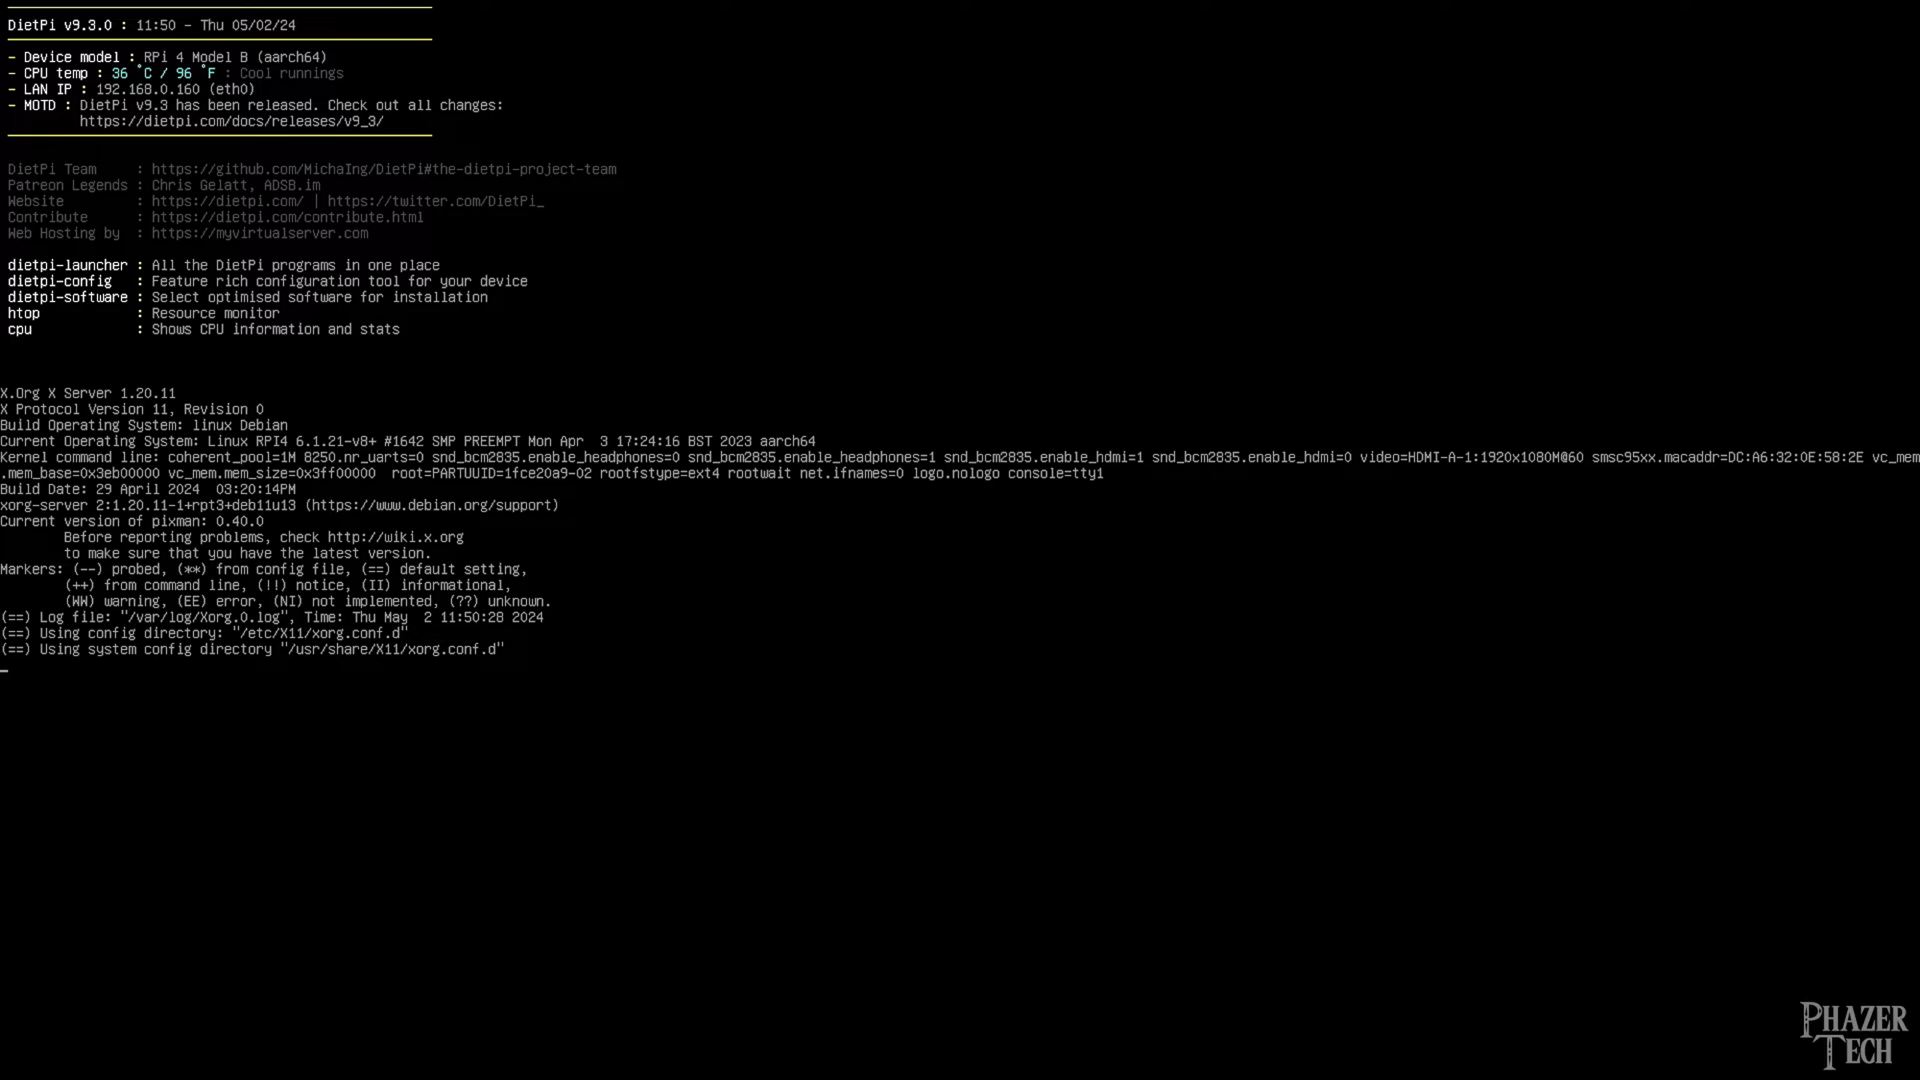 DietPi v9.3.0 : 11:50 - Thu 05/02/24
- Device model : RPi 4 Model B (aarch64)
- CPU temp : 36 °C / 96 °F : Cool runnings
- LAN IP : 192.168.0.160 (eth0)
- MOTD : DietPi v9.3 has been released. Check out all changes:
https://dietpi.com/docs/releases/v9_3/
DietPi Team : https://github.com/MichaIng/DietPi#the-dietpi-project-team
Patreon Legends : Chris Gelatt, ADSB.im
Website : https://dietpi.com/ | https://twitter.com/DietPi_
Contribute : https://dietpi.com/contribute.html
Web Hosting by : https://myvirtualserver.com
dietpi-launcher : All the DietPi programs in one place
dietpi-config : Feature rich configuration tool for your device
dietpi-software : Select optimised software for installation
htop : Resource monitor
cpu : Shows CPU information and stats
X.Org X Server 1.20.11
X Protocol Version 11, Revision 0
Build Operating System: linux Debian
Current Operating System: Linux RPI4 6.1.21-v8+ #1642 SMP PREEMPT Mon Apr  3 17:24:16 BST 2023 aarch64
Kernel command line: coherent_pool=1M 8250.nr_uarts=0 snd_bcm2835.enable_headphones=0 snd_bcm2835.enable_headphones=1 snd_bcm2835.enable_hdmi=1 snd_bcm2835.enable_hdmi=0 video=HDMI-A-1:1920x1080M@60 smsc95xx.macaddr=DC:A6:32:0E:58:2E vc_mem
.mem_base=0x3eb00000 vc_mem.mem_size=0x3ff00000  root=PARTUUID=1fce20a9-02 rootfstype=ext4 rootwait net.ifnames=0 logo.nologo console=tty1
Build Date: 29 April 2024  03:20:14PM
xorg-server 2:1.20.11-1+rpt3+deb11u13 (https://www.debian.org/support)
Current version of pixman: 0.40.0
Before reporting problems, check http://wiki.x.org
to make sure that you have the latest version.
Markers: (--) probed, (**) from config file, (==) default setting,
(++) from command line, (!!) notice, (II) informational,
(WW) warning, (EE) error, (NI) not implemented, (??) unknown.
(==) Log file: "/var/log/Xorg.0.log", Time: Thu May  2 11:50:28 2024
(==) Using config directory: "/etc/X11/xorg.conf.d"
(==) Using system config directory "/usr/share/X11/xorg.conf.d"
PHAZER
TECH